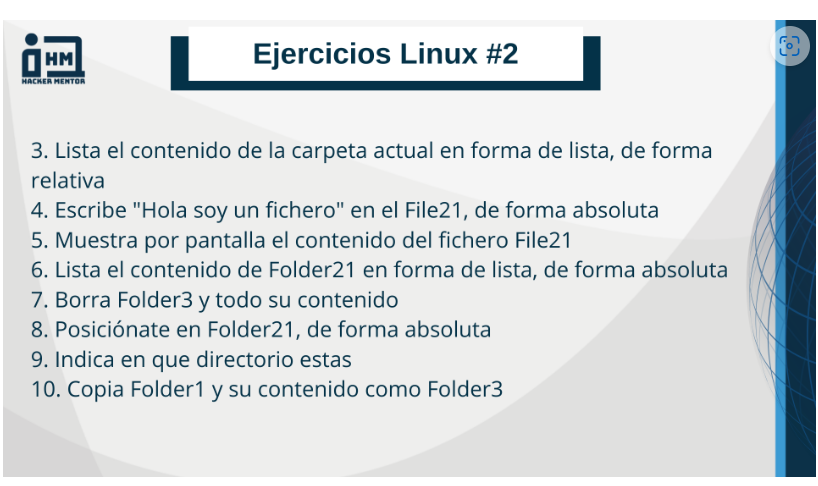 HM
HACKER MENTOR
Ejercicios Linux #2
3. Lista el contenido de la carpeta actual en forma de lista, de forma
relativa
4. Escribe "Hola soy un fichero" en el File21, de forma absoluta
5. Muestra por pantalla el contenido del fichero File21
6. Lista el contenido de Folder21 en forma de lista, de forma absoluta
7. Borra Folder3 y todo su contenido
8. Posiciónate en Folder21, de forma absoluta
9. Indica en que directorio estas
10. Copia Folder1 y su contenido como Folder3